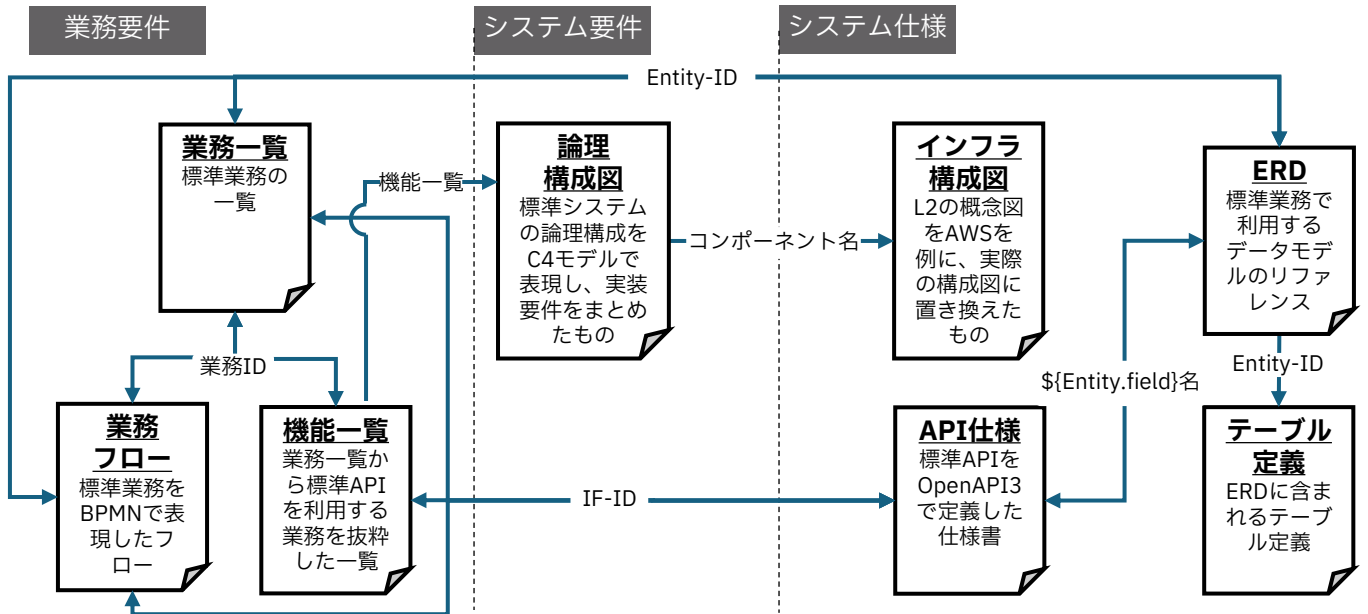 業務要件
システム要件
システム仕様
Entity-ID
業務一覧
標準業務の
一覧
機能一覧
論理
構成図
標準システム
の論理構成を
C4モデルで
表現し、実装
要件をまとめ
たもの
コンポーネント名
インフラ
構成図
L2の概念図
をAWSを
例に、実際
の構成図に
置き換えた
もの
ERD
標準業務で
利用する
データモデ
ルのリファ
レンス
業務ID
${Entity.field}名
Entity-ID
業務
フロー
標準業務を
BPMNで表
現したフ
ロー
機能一覧
業務一覧か
ら標準API
を利用する
業務を抜粋
した一覧
IF-ID
API仕様
標準APIを
OpenAPI3
で定義した
仕様書
テーブル
定義
ERDに含ま
れるテーブ
ル定義